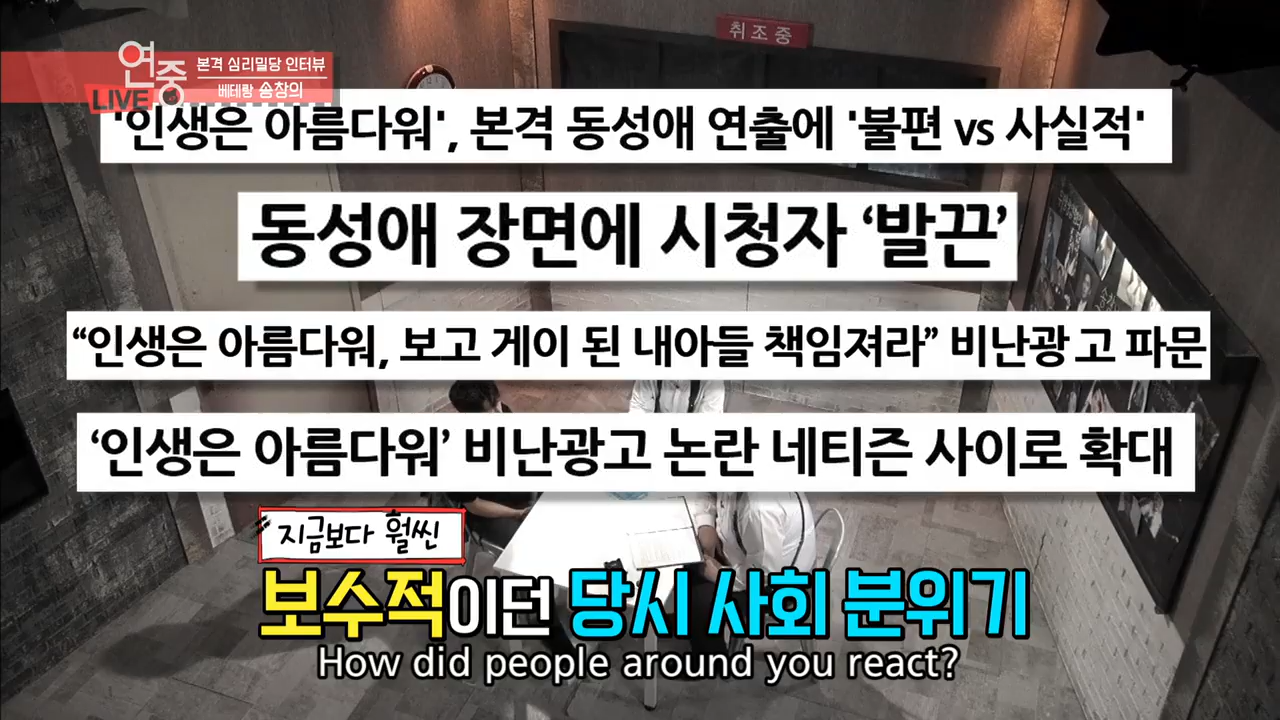 취조중
연중
LIVE
본격 심리밀당 인터뷰
베테랑 송창의
'인생은 아름다워', 본격 동성애 연출에 '불편 vs 사실적'
동성애 장면에 시청자 ‘발끈’
“인생은 아름다워, 보고 게이 된 내아들 책임져라” 비난광고 파문
‘인생은 아름다워’ 비난광고 논란 네티즌 사이로 확대
지금보다 훨씬
보수적이던 당시 사회 분위기
How did people around you react?